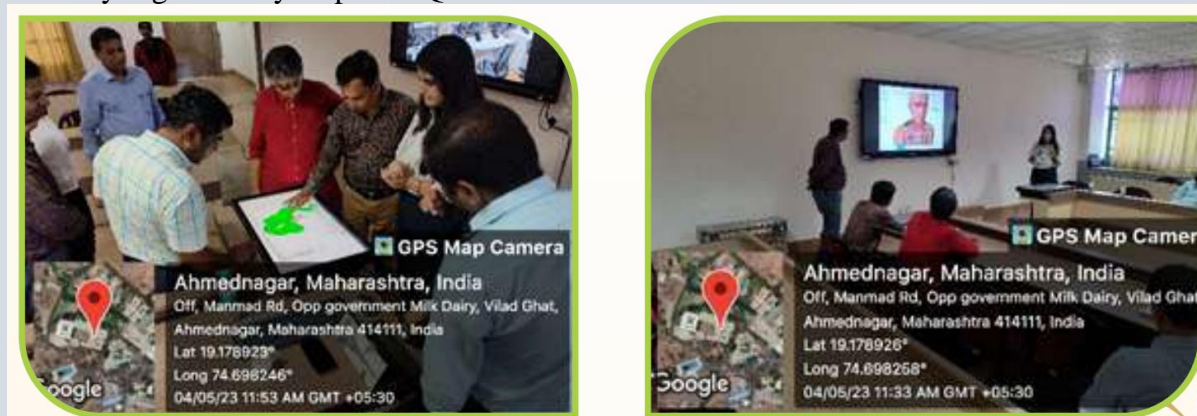 GPS Map Camera
Ahmednagar, Maharashtra, India
Off, Manmad Rd, Opp government Milk Dairy, Vilad Ghat,
Ahmednagar, Maharashtra 414111, India
Lat 19.178923°
Long 74.698246°
04/05/23 11:53 AM GMT +05:30
Google
GPS Map Camer
Ahmednagar, Maharashtra, India
Off, Manmad Rd, Opp government Milk Dairy, Vilad Ghat
Ahmednagar, Maharashtra 414111, India
Lat 19.178926°
Long 74.698258°
04/05/23 11:33 AM GMT +05:30
Google